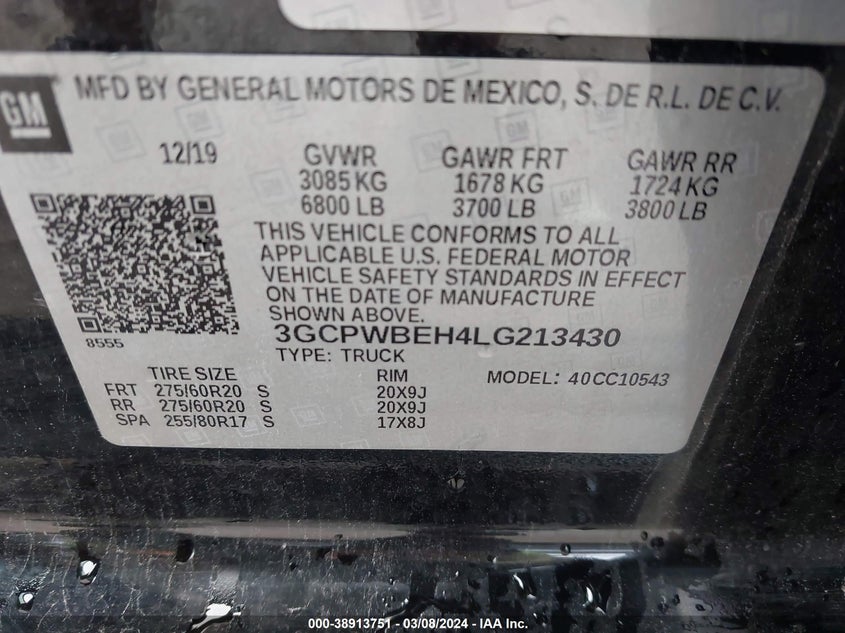 GM
MFD BY GENERAL MOTORS DE MEXICO, S. DE R.L. DE C.V.
12/19 GVWR GAWR FRT GAWR RR
3085 KG 1678 KG 1724 KG
6800 LB 3700 LB 3800 LB
THIS VEHICLE CONFORMS TO ALL
APPLICABLE U.S. FEDERAL MOTOR
VEHICLE SAFETY STANDARDS IN EFFECT
ON THE DATE OF MANUFACTURE
SHOWN ABOVE.
8555
3GCPWBEH4LG213430
TYPE: TRUCK
TIRE SIZE RIM MODEL: 40CC10543
FRT 275/60R20 S 20X9J
RR 275/60R20 S 20X9J
SPA 255/80R17 S 17X8J
000-38913751 - 03/08/2024 - IAA Inc.